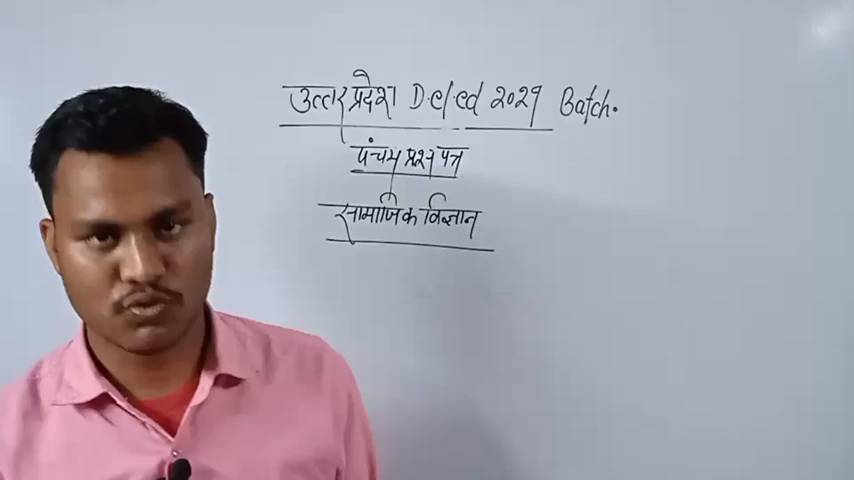 उत्तर प्रदेश D.el.ed 2021 Batch.
पंचम प्रश्न पत्र
सामाजिक विज्ञान